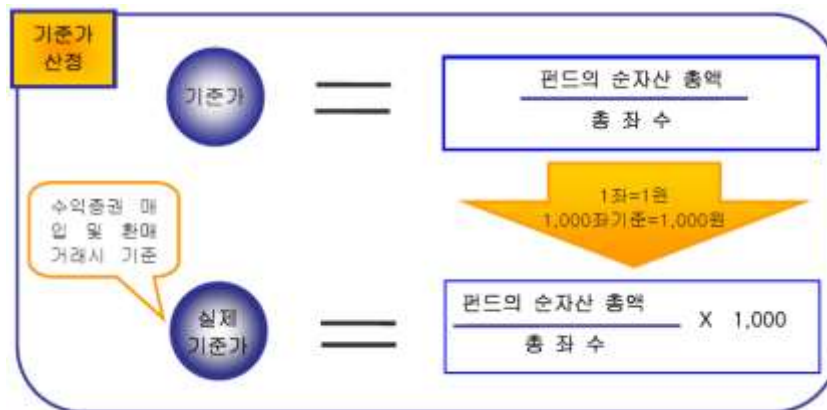 기준가
산정
기준가
펀드의 순자산 총액
총 좌 수
1좌=1원
1,000좌기준=1,000원
수익증권 매
입 및 환매
거래시 기준
실제
기준가
펀드의 순자산 총액
총 좌 수
X 1,000